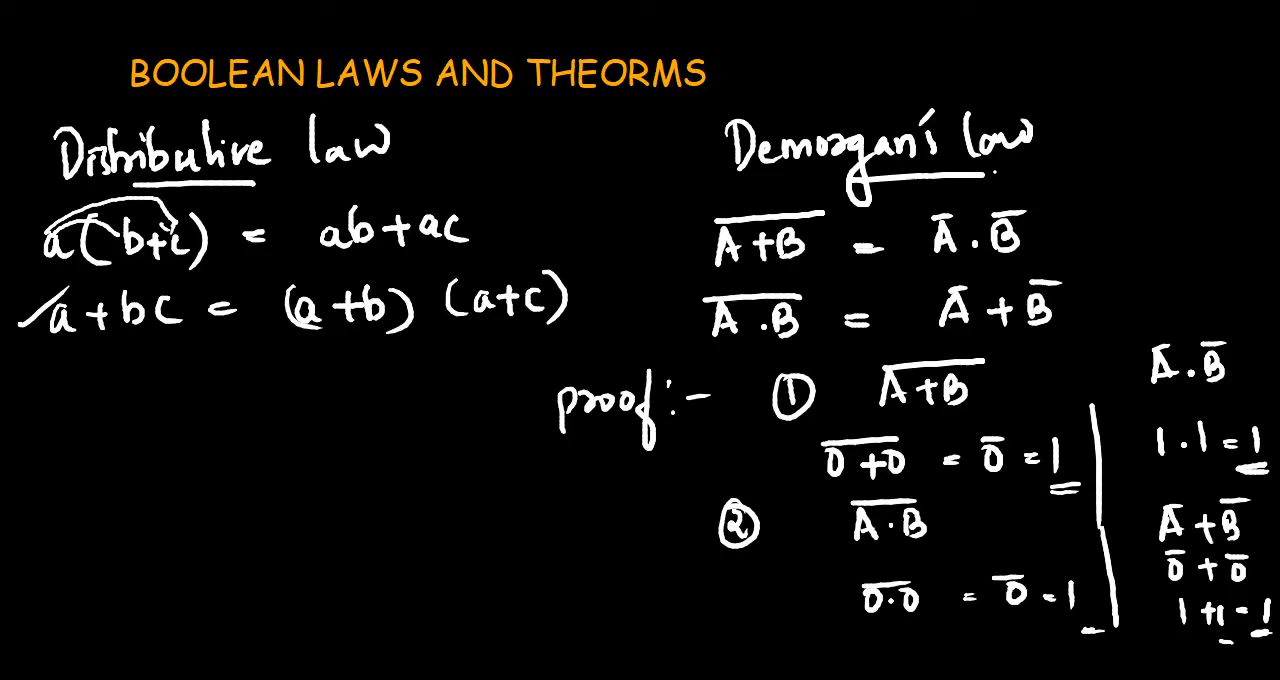 BOOLEAN LAWS AND THEORMS
Distributive law
a(b+c) = ab+ac
a+bc = (a+b) (a+c)
Demorgan's law
A̅+̅B̅ = A̅ . B̅
A̅ ̅.̅B̅ = A̅ + B̅
proof:- ① A̅+̅B̅
0̅+̅0̅ = 0̅ = 1
② A̅.̅B̅
0̅.̅0̅ = 0̅ = 1
A̅ . B̅
1 . 1 = 1
A̅ + B̅
0̅ + 0̅
1 + 1 = 1